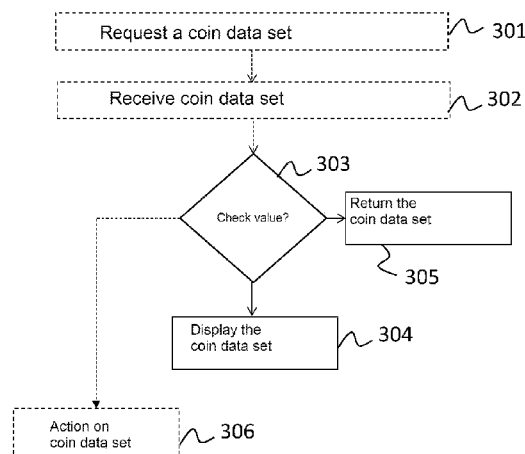 Request a coin data set
301
Receive coin data set
302
303
Check value?
Return the
coin data set
305
Display the
coin data set
304
Action on
coin data set
306